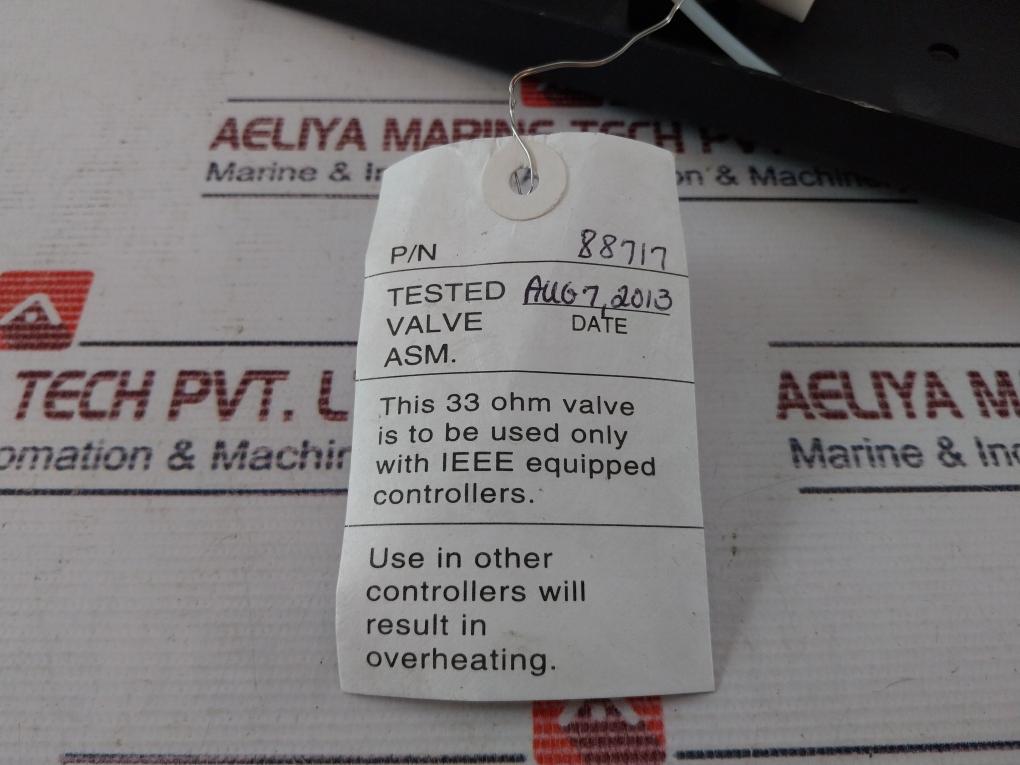 AELIYA MARINE TECH PVT
Marine & In
on & Machinery
P/N 88717
TESTED AUG 7, 2013
VALVE DATE
ASM.
This 33 ohm valve
is to be used only
with IEEE equipped
controllers.
Use in other
controllers will
result in
overheating.
TECH PVT. L
omation & Machin
AELIYA M
Marine & Ind